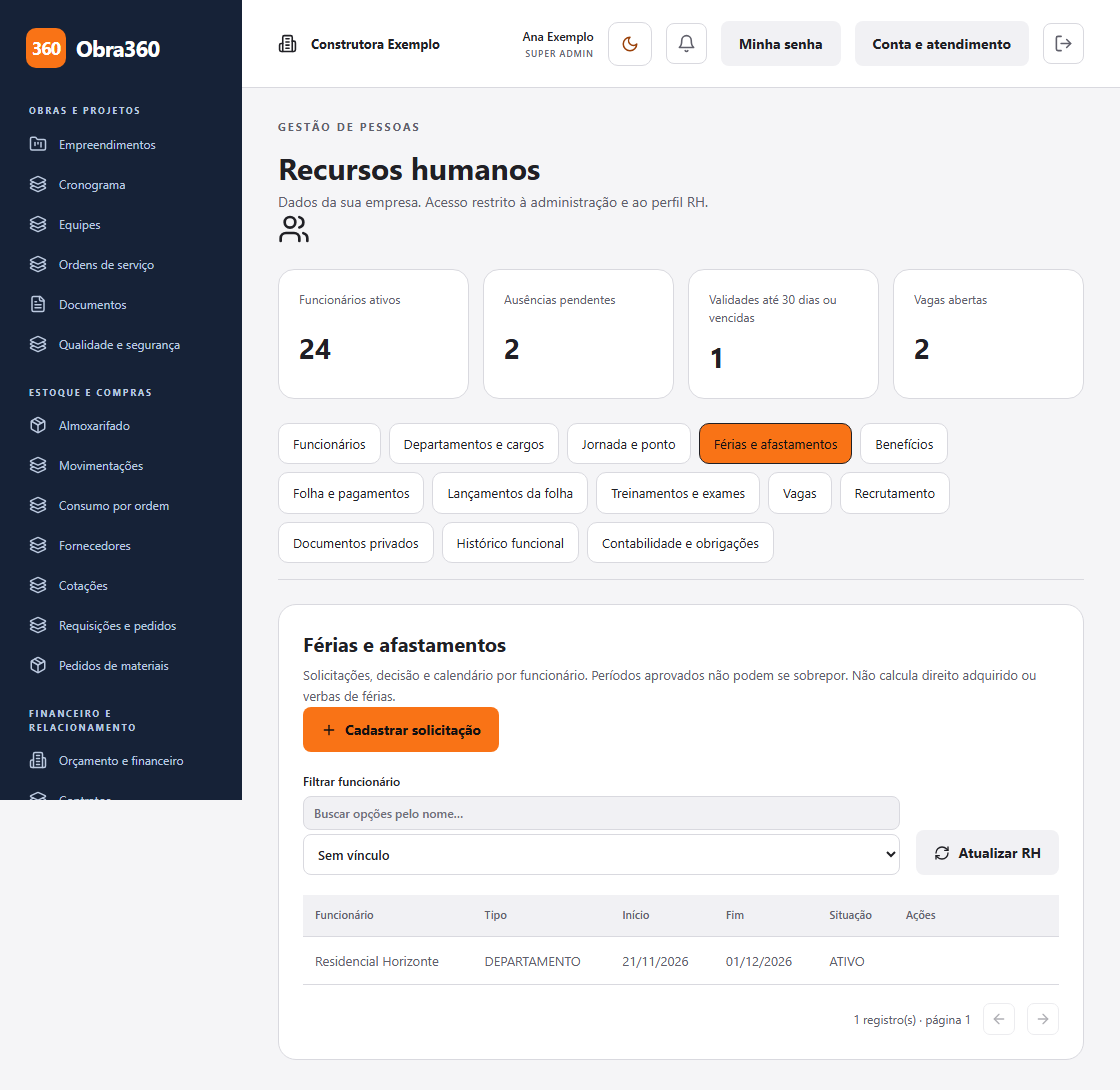 360 Obra360
OBRAS E PROJETOS
Empreendimentos
Cronograma
Equipes
Ordens de serviço
Documentos
Qualidade e segurança
ESTOQUE E COMPRAS
Almoxarifado
Movimentações
Consumo por ordem
Fornecedores
Cotações
Requisições e pedidos
Pedidos de materiais
FINANCEIRO E
RELACIONAMENTO
Orçamento e financeiro
Contratos
Construtora Exemplo
Ana Exemplo
SUPER ADMIN
Minha senha
Conta e atendimento
GESTÃO DE PESSOAS
Recursos humanos
Dados da sua empresa. Acesso restrito à administração e ao perfil RH.
Funcionários ativos
24
Ausências pendentes
2
Validades até 30 dias ou
vencidas
1
Vagas abertas
2
Funcionários
Departamentos e cargos
Jornada e ponto
Férias e afastamentos
Benefícios
Folha e pagamentos
Lançamentos da folha
Treinamentos e exames
Vagas
Recrutamento
Documentos privados
Histórico funcional
Contabilidade e obrigações
Férias e afastamentos
Solicitações, decisão e calendário por funcionário. Períodos aprovados não podem se sobrepor. Não calcula direito adquirido ou
verbas de férias.
Cadastrar solicitação
Filtrar funcionário
Buscar opções pelo nome...
Sem vínculo
Atualizar RH
Funcionário Tipo Início Fim Situação Ações
Residencial Horizonte DEPARTAMENTO 21/11/2026 01/12/2026 ATIVO
1 registro(s) · página 1